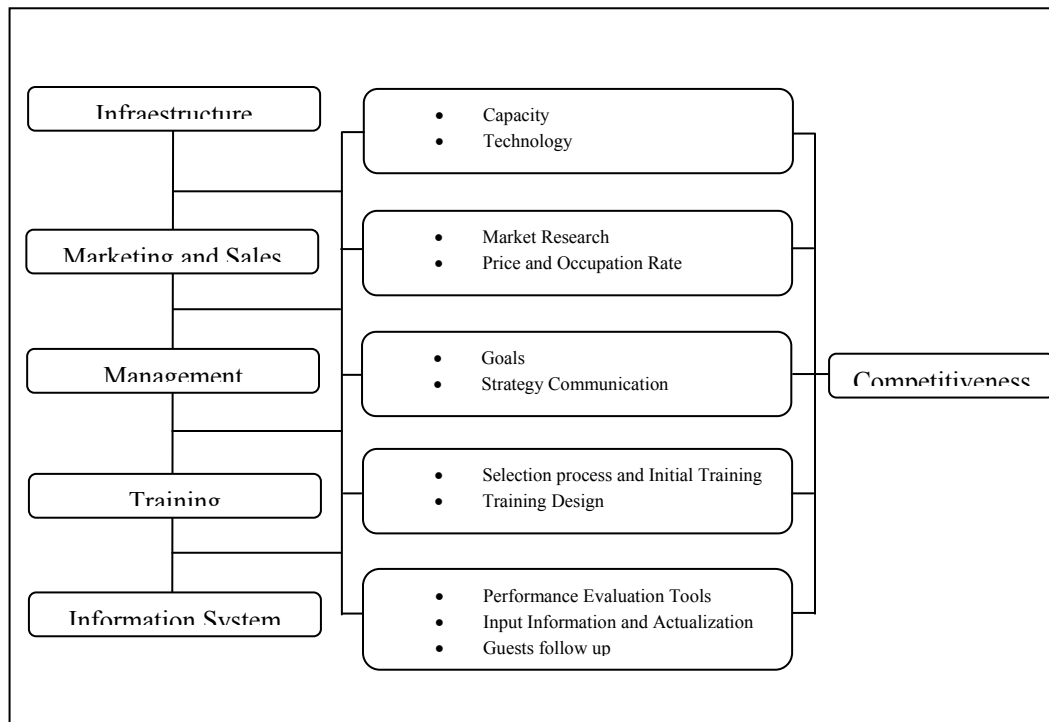 Infraestructure
• Capacity
• Technology
Marketing and Sales
• Market Research
• Price and Occupation Rate
Management
• Goals
• Strategy Communication
Competitiveness
Training
• Selection process and Initial Training
• Training Design
Information System
• Performance Evaluation Tools
• Input Information and Actualization
• Guests follow up